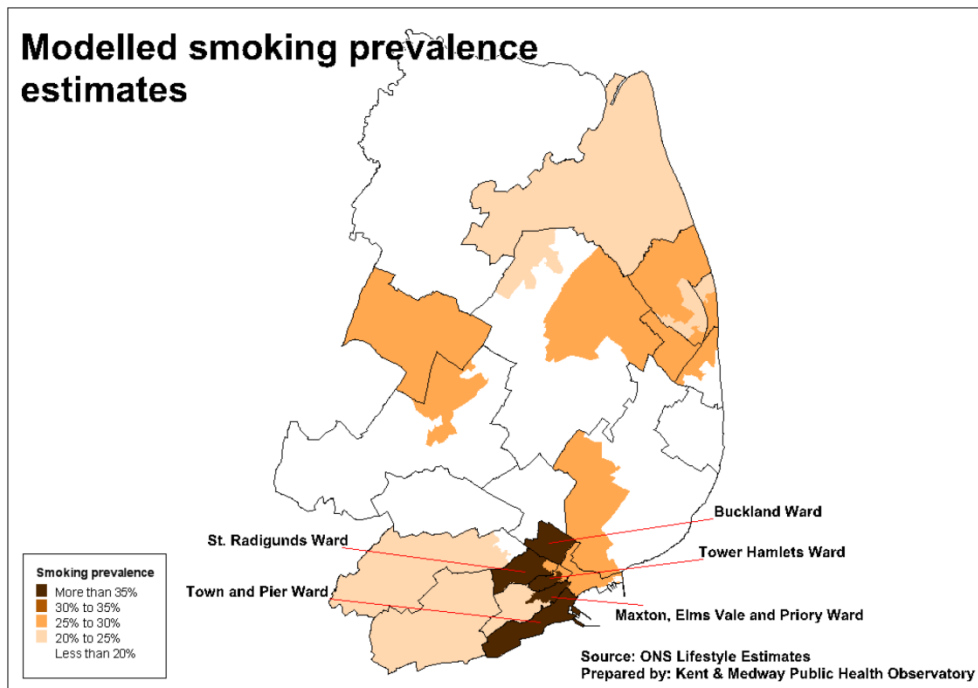 Modelled smoking prevalence
estimates
Buckland Ward
St. Radigunds Ward
Tower Hamlets Ward
Town and Pier Ward
Maxton, Elms Vale and Priory Ward
Smoking prevalence
More than 35%
30% to 35%
25% to 30%
20% to 25%
Less than 20%
Source: ONS Lifestyle Estimates
Prepared by: Kent & Medway Public Health Observatory